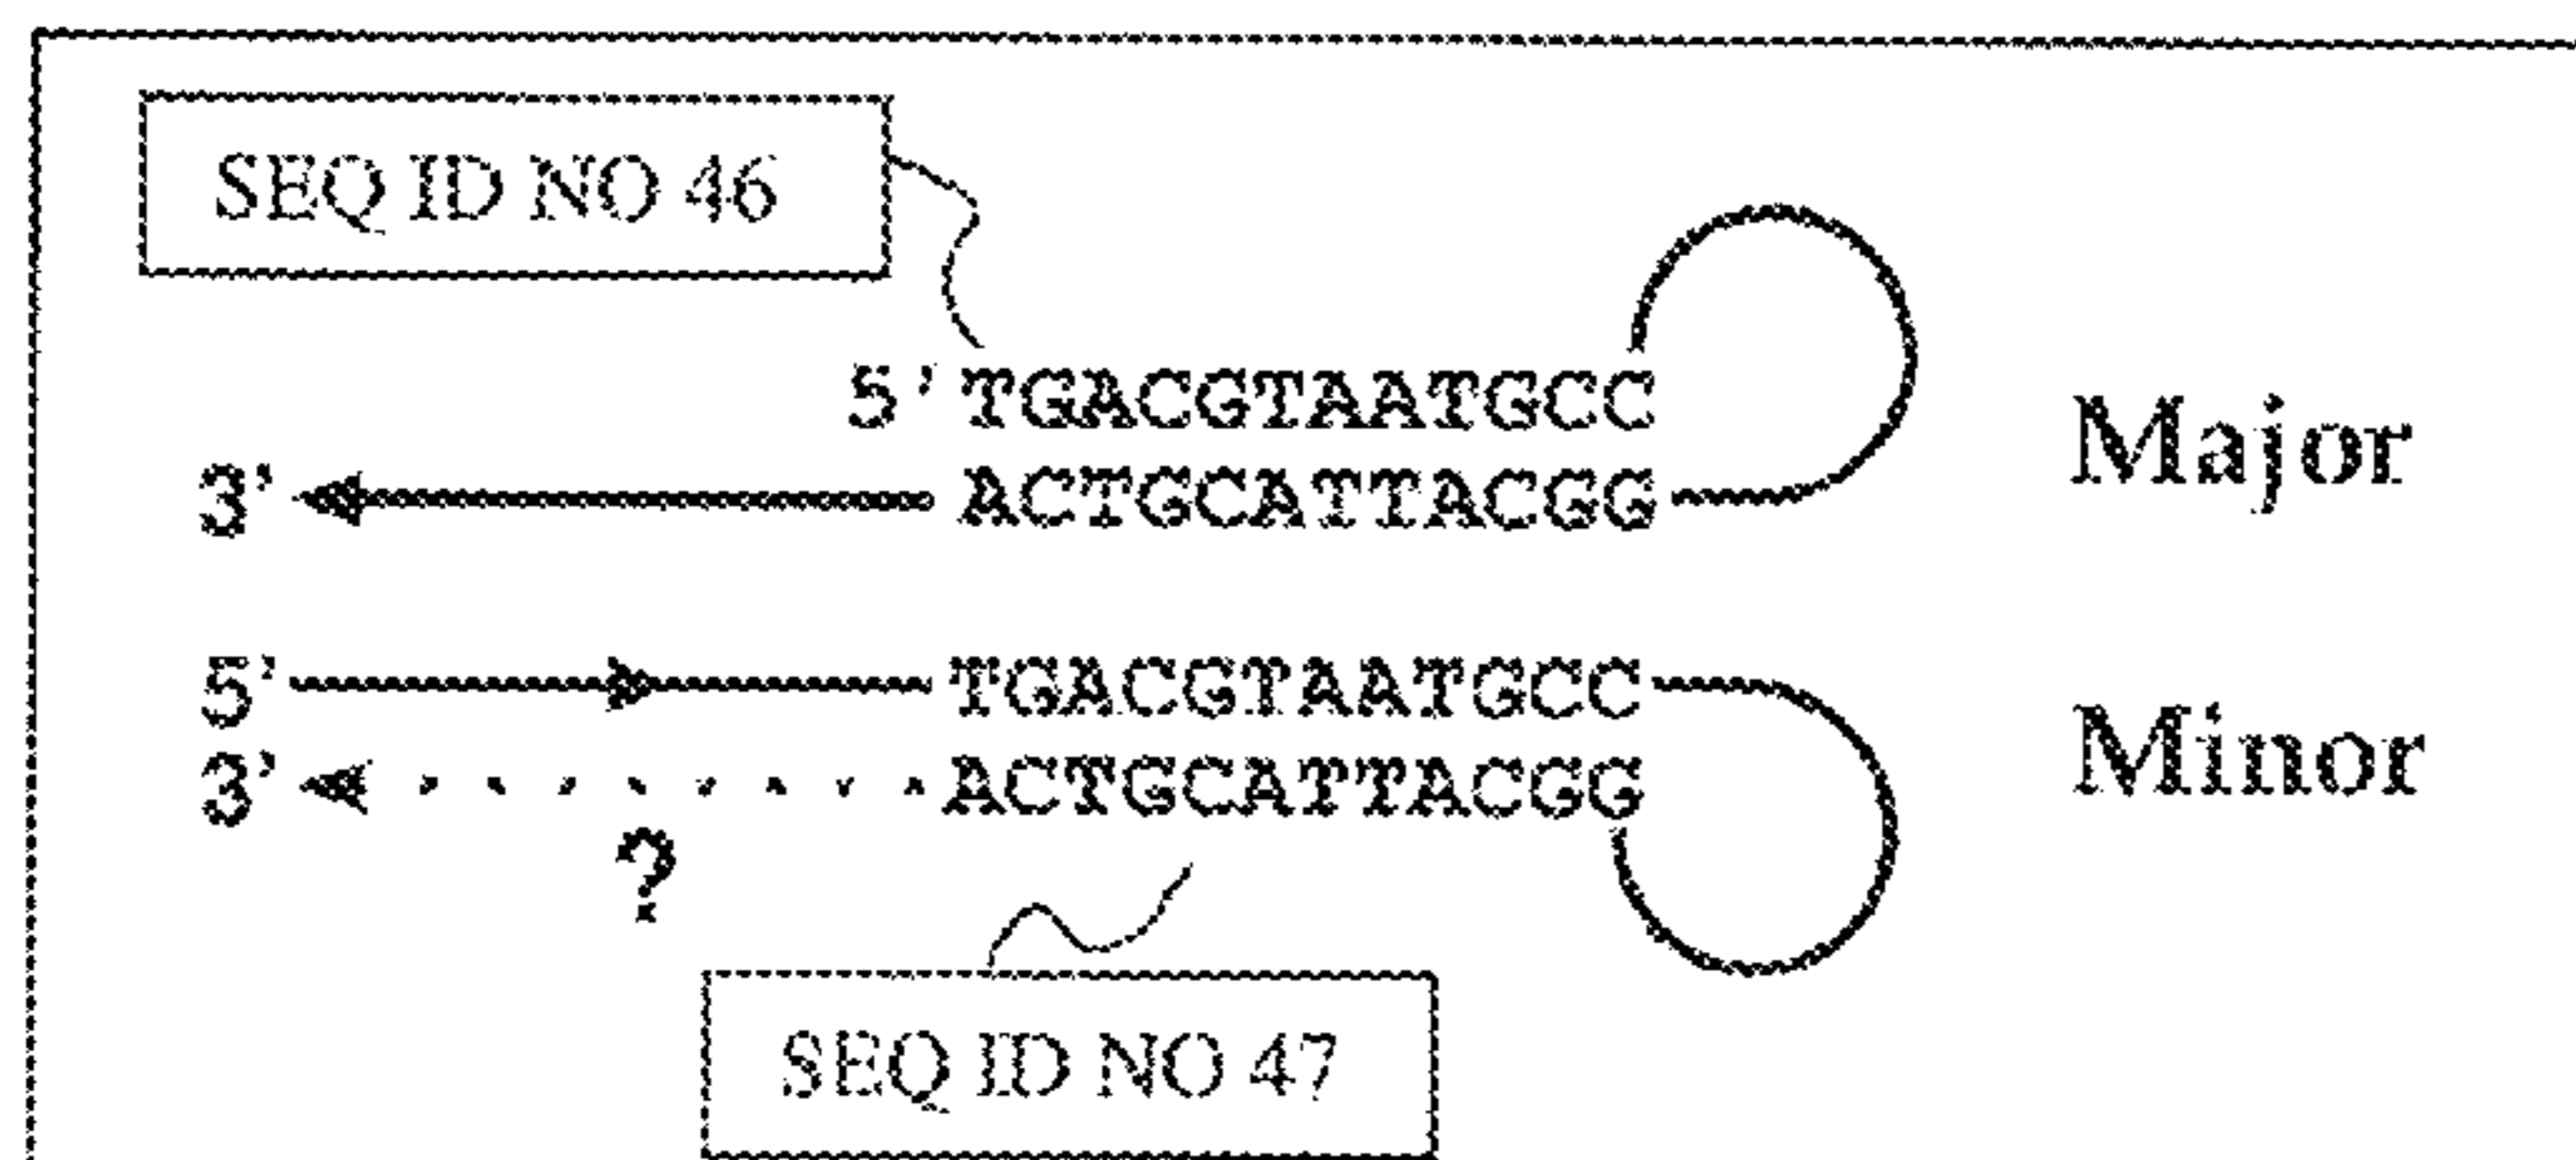 SEQ ID NO 46
5'TGACGTAATGCC
3' ACTGCATTACGG
Major
5' TGACGTAATGCC
3' ACTGCATTACGG
Minor
?
SEQ ID NO 47